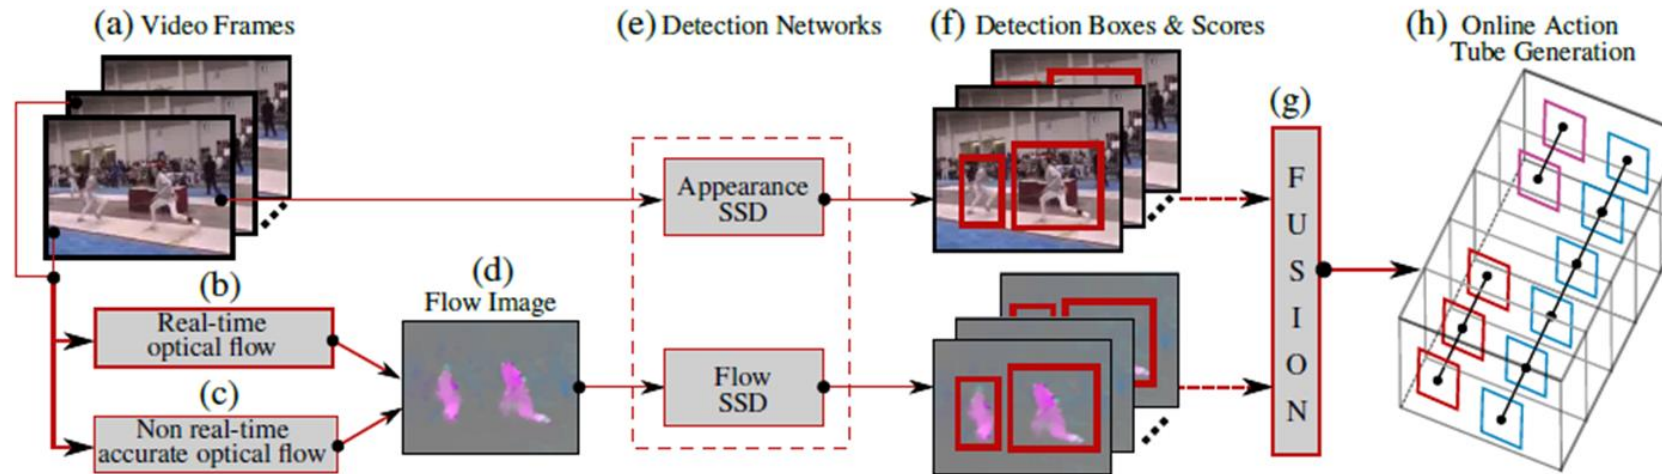 (a) Video Frames
(e) Detection Networks
(f) Detection Boxes & Scores
(h) Online Action
Tube Generation
(g)
Appearance
SSD
F
U
S
I
O
N
(b)
Real-time
optical flow
(d)
Flow Image
(c)
Non real-time
accurate optical flow
Flow
SSD